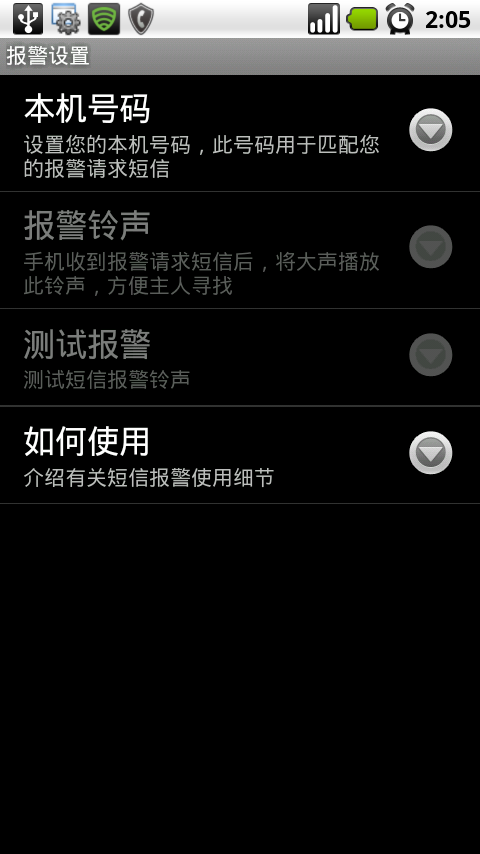 2:05
报警设置
本机号码
设置您的本机号码，此号码用于匹配您
的报警请求短信
报警铃声
手机收到报警请求短信后，将大声播放
此铃声，方便主人寻找
测试报警
测试短信报警铃声
如何使用
介绍有关短信报警使用细节